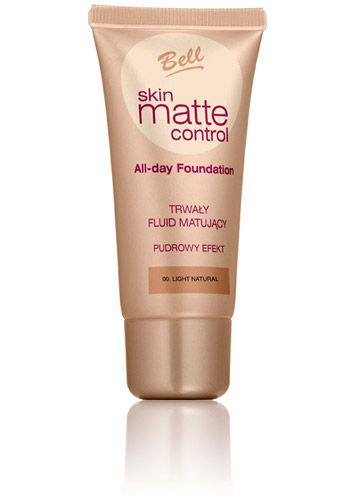 Bell
skin
matte
control
All-day Foundation
TRWAŁY
FLUID MATUJĄCY
PUDROWY EFEKT
00. LIGHT NATURAL